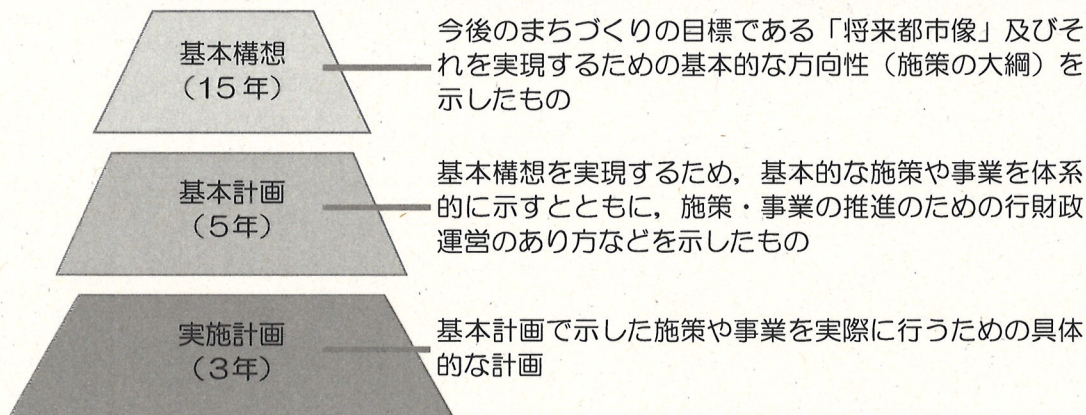 基本構想
（15年）
今後のまちづくりの目標である「将来都市像」及びそ
れを実現するための基本的な方向性（施策の大綱）を
示したもの
基本計画
（5年）
基本構想を実現するため，基本的な施策や事業を体系
的に示すとともに，施策・事業の推進のための行財政
運営のあり方などを示したもの
実施計画
（3年）
基本計画で示した施策や事業を実際に行うための具体
的な計画